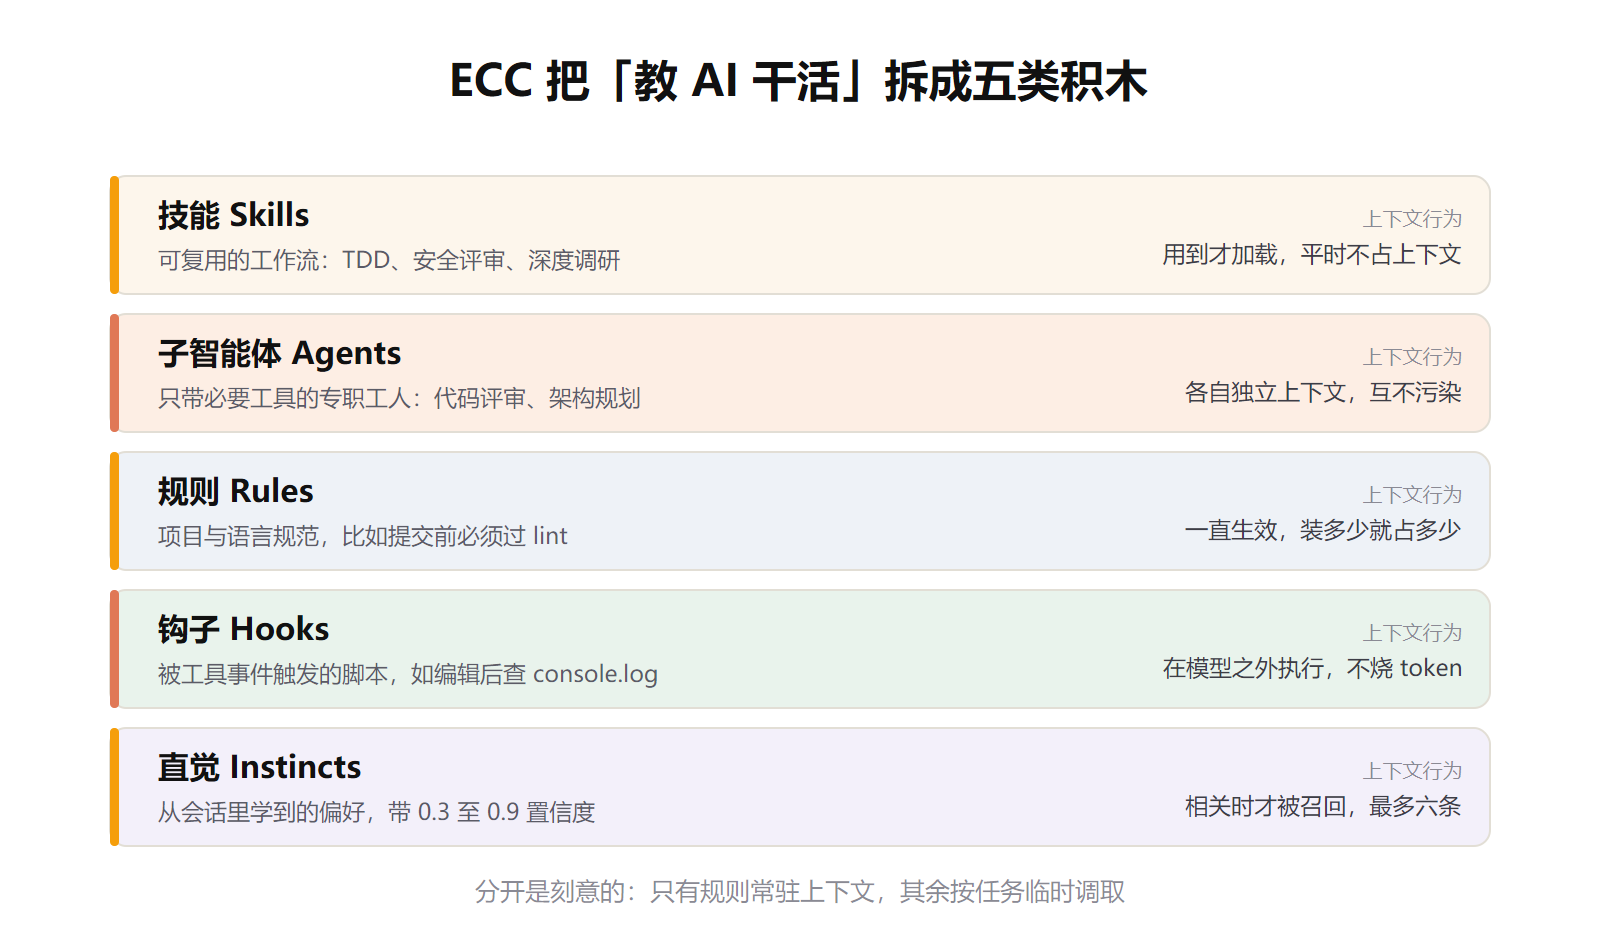 ECC 把「教 AI 干活」拆成五类积木
技能 Skills
可复用的工作流：TDD、安全评审、深度调研
上下文行为
用到才加载，平时不占上下文
子智能体 Agents
只带必要工具的专职工人：代码评审、架构规划
上下文行为
各自独立上下文，互不污染
规则 Rules
项目与语言规范，比如提交前必须过 lint
上下文行为
一直生效，装多少就占多少
钩子 Hooks
被工具事件触发的脚本，如编辑后查 console.log
上下文行为
在模型之外执行，不烧 token
直觉 Instincts
从会话里学到的偏好，带 0.3 至 0.9 置信度
上下文行为
相关时才被召回，最多六条
分开是刻意的：只有规则常驻上下文，其余按任务临时调取